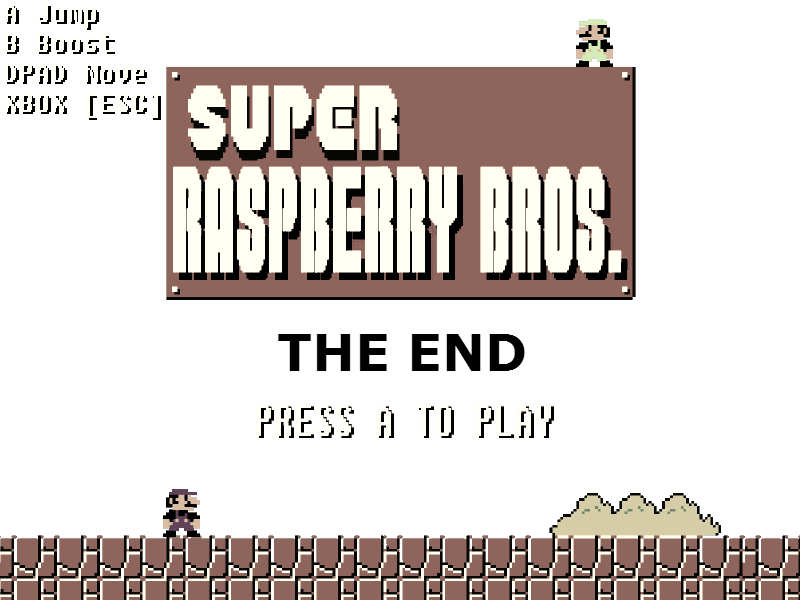 A Jump
B Boost
DPAD Move
XBOX [ESC]
SUPER
RASPBERRY BROS.
THE END
PRESS A TO PLAY